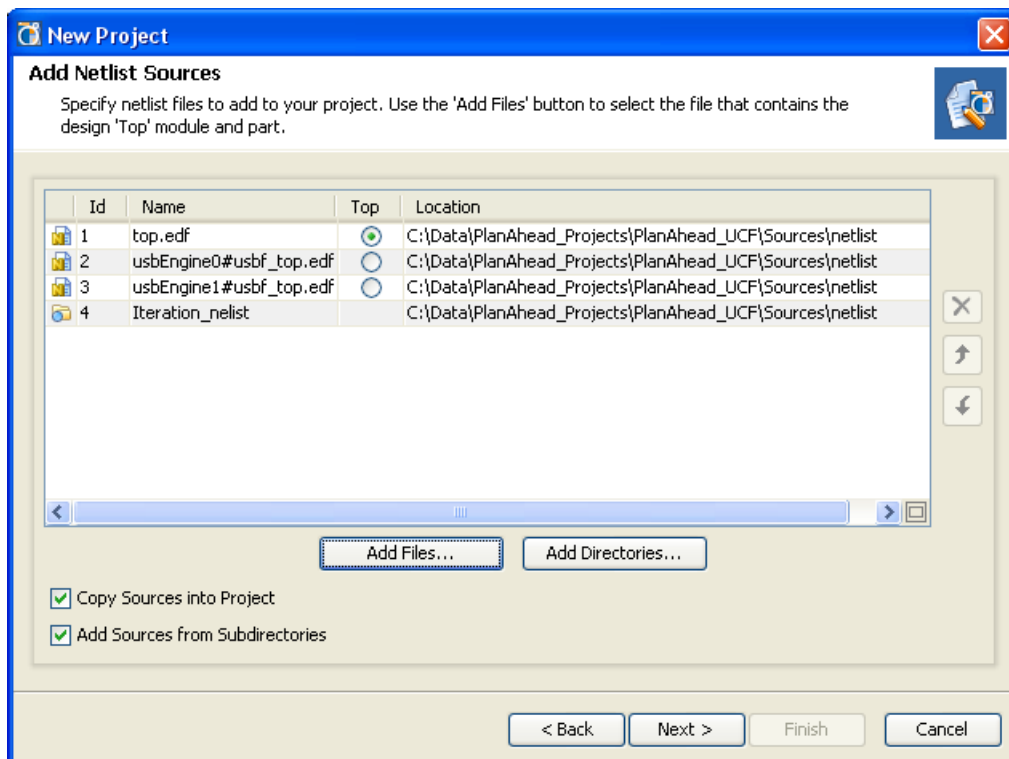 New Project
Add Netlist Sources
Specify netlist files to add to your project. Use the 'Add Files' button to select the file that contains the
design 'Top' module and part.
Id Name Top Location
1 top.edf C:\Data\PlanAhead_Projects\PlanAhead_UCF\Sources\netlist
2 usbEngine0#usbf_top.edf C:\Data\PlanAhead_Projects\PlanAhead_UCF\Sources\netlist
3 usbEngine1#usbf_top.edf C:\Data\PlanAhead_Projects\PlanAhead_UCF\Sources\netlist
4 Iteration_nelist C:\Data\PlanAhead_Projects\PlanAhead_UCF\Sources\netlist
Add Files... Add Directories...
Copy Sources into Project
Add Sources from Subdirectories
< Back Next > Finish Cancel